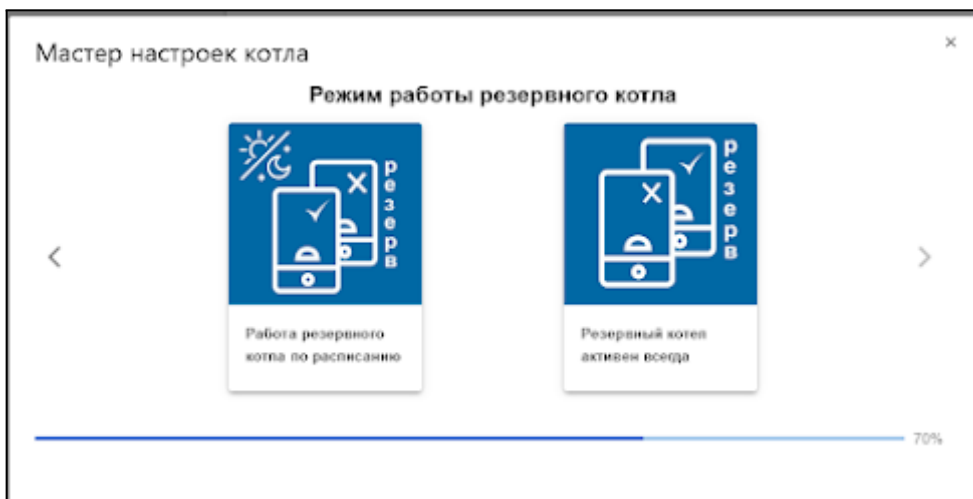 Мастер настроек котла
×
Режим работы резервного котла
резерв
резерв
Работа резервного
котла по расписанию
Резервный котел
активен всегда
70%